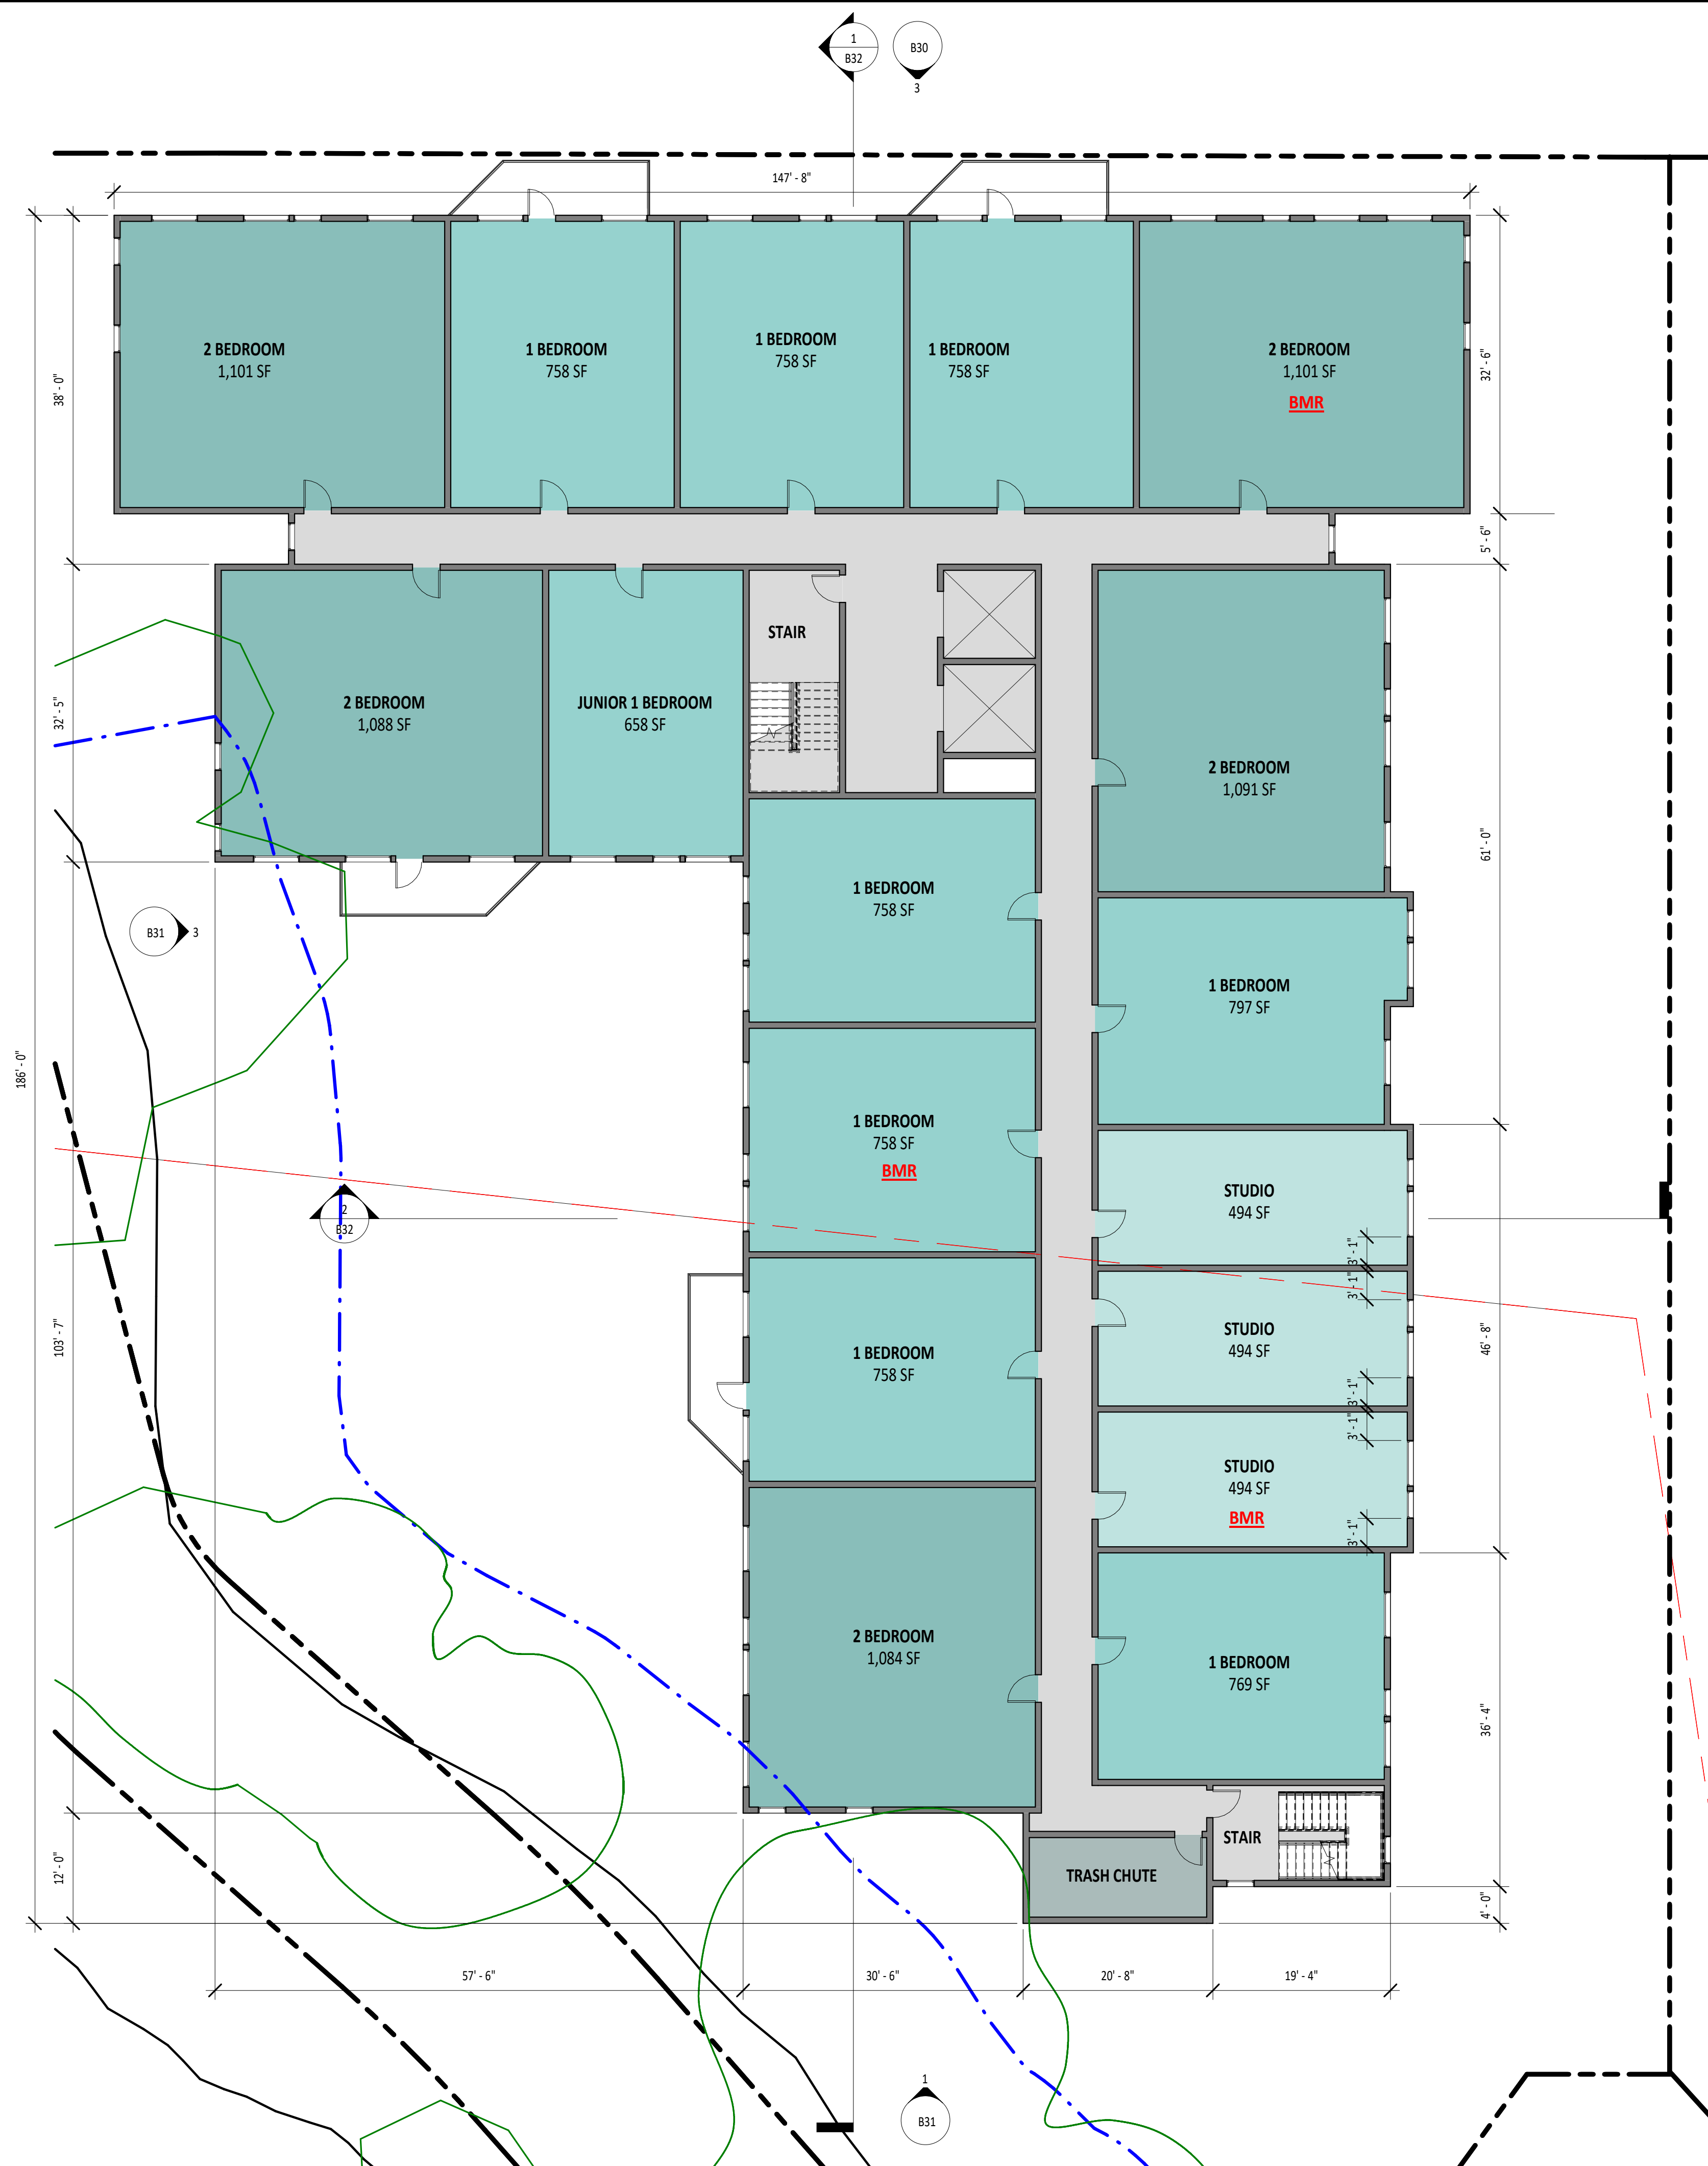 1
B32
B30
3
147' - 8"
2 BEDROOM
1,101 SF
1 BEDROOM
758 SF
1 BEDROOM
758 SF
1 BEDROOM
758 SF
2 BEDROOM
1,101 SF
BMR
38' - 0"
32' - 6"
5' - 6"
STAIR
2 BEDROOM
1,088 SF
JUNIOR 1 BEDROOM
658 SF
32' - 5"
2 BEDROOM
1,091 SF
61' - 0"
1 BEDROOM
758 SF
B31
3
1 BEDROOM
797 SF
186' - 0"
1 BEDROOM
758 SF
BMR
STUDIO
494 SF
2
B32
3' - 1"
3' - 1"
103' - 7"
1 BEDROOM
758 SF
STUDIO
494 SF
46' - 8"
3' - 1"
3' - 1"
STUDIO
494 SF
BMR
3' - 1"
2 BEDROOM
1,084 SF
1 BEDROOM
769 SF
36' - 4"
STAIR
TRASH CHUTE
12' - 0"
4' - 0"
57' - 6"
30' - 6"
20' - 8"
19' - 4"
1
B31